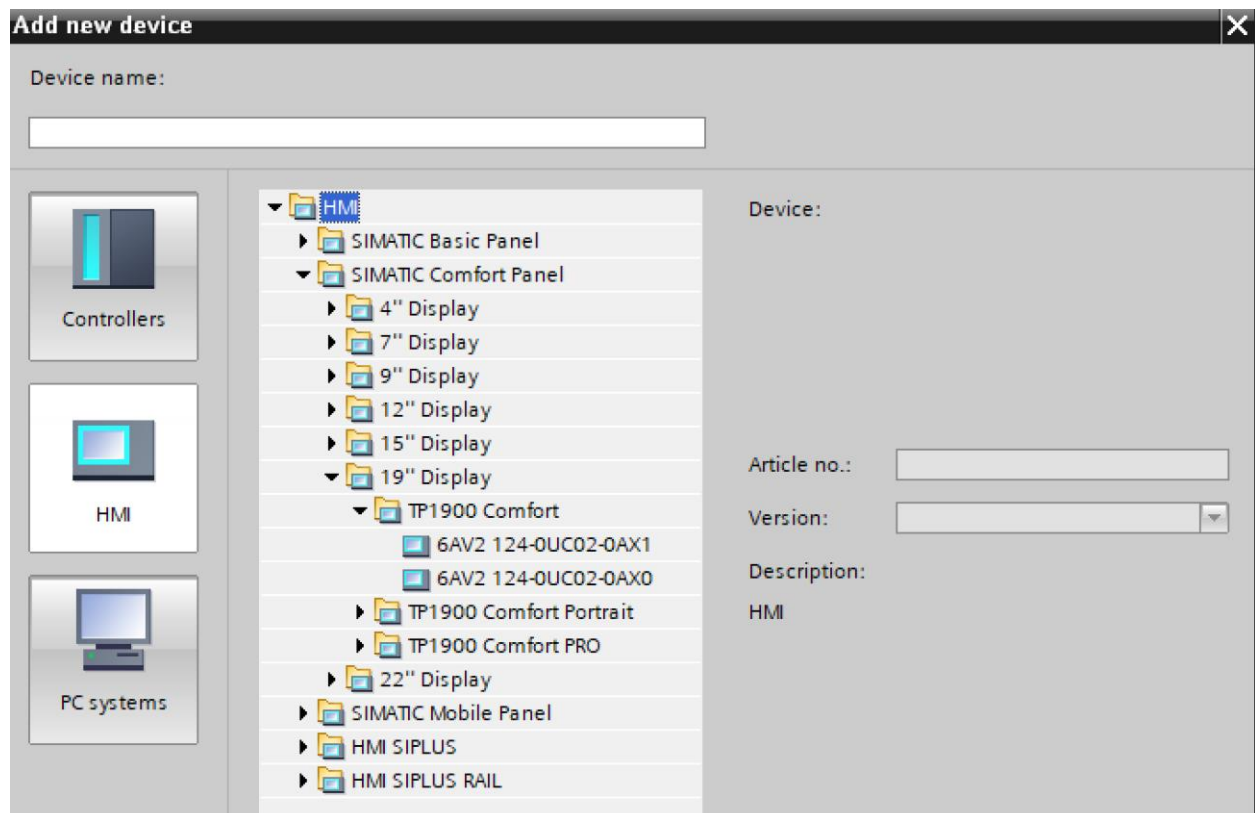 Add new device
Device name:
Controllers
HMI
PC systems
HMI
SIMATIC Basic Panel
SIMATIC Comfort Panel
4'' Display
7'' Display
9'' Display
12'' Display
15'' Display
19'' Display
TP1900 Comfort
6AV2 124-0UC02-0AX1
6AV2 124-0UC02-0AX0
TP1900 Comfort Portrait
TP1900 Comfort PRO
22'' Display
SIMATIC Mobile Panel
HMI SIPLUS
HMI SIPLUS RAIL
Device:
Article no.:
Version:
Description:
HMI